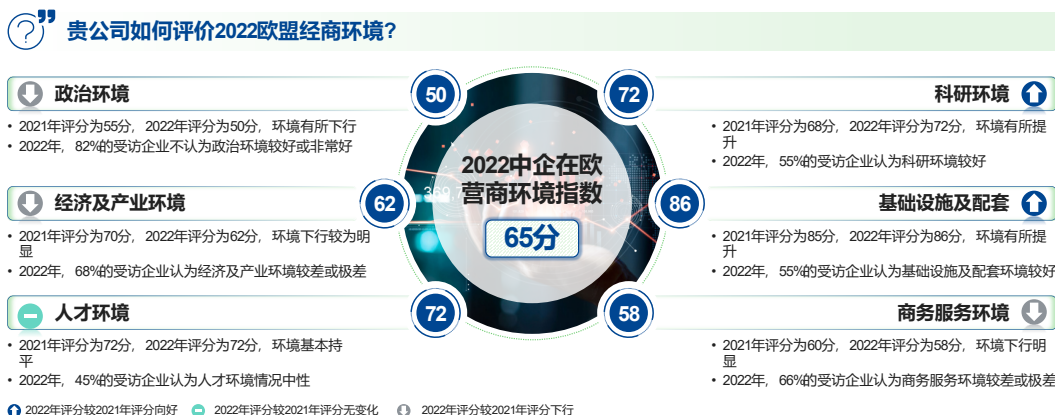 贵公司如何评价2022欧盟经商环境?
政治环境
• 2021年评分为55分，2022年评分为50分，环境有所下行
• 2022年，82%的受访企业不认为政治环境较好或非常好
经济及产业环境
• 2021年评分为70分，2022年评分为62分，环境下行较为明
显
• 2022年，68%的受访企业认为经济及产业环境较差或极差
人才环境
• 2021年评分为72分，2022年评分为72分，环境基本持
平
• 2022年，45%的受访企业认为人才环境情况中性
50
62
72
2022中企在欧
营商环境指数
65分
72
86
58
科研环境
• 2021年评分为68分，2022年评分为72分，环境有所提
升
• 2022年，55%的受访企业认为科研环境较好
基础设施及配套
• 2021年评分为85分，2022年评分为86分，环境有所提
升
• 2022年，55%的受访企业认为基础设施及配套环境较好
商务服务环境
• 2021年评分为60分，2022年评分为58分，环境下行明
显
• 2022年，66%的受访企业认为商务服务环境较差或极差
2022年评分较2021年评分向好
2022年评分较2021年评分无变化
2022年评分较2021年评分下行